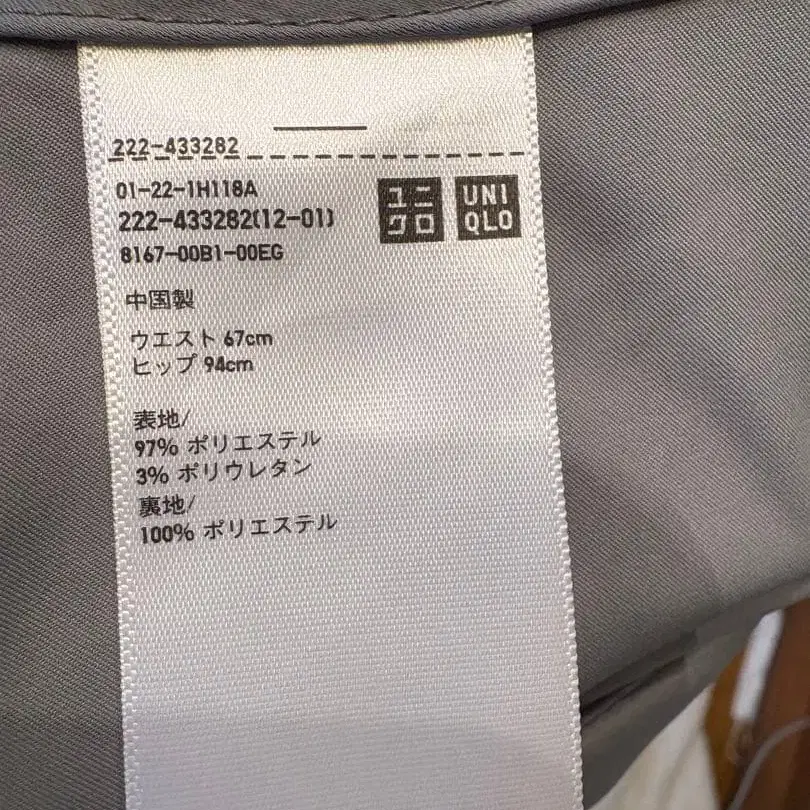 222-433282
01-22-1H118A
222-433282(12-01)
8167-00B1-00EG
ユニ
クロ
UNI
QLO
中国製
ウエスト 67cm
ヒップ 94cm
表地/
97% ポリエステル
3% ポリウレタン
裏地/
100% ポリエステル